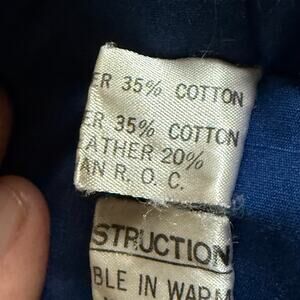 ER 35% COTTON
ER 35% COTTON
EATHER 20%
AN R. O. C.
STRUCTION
BLE IN WARM